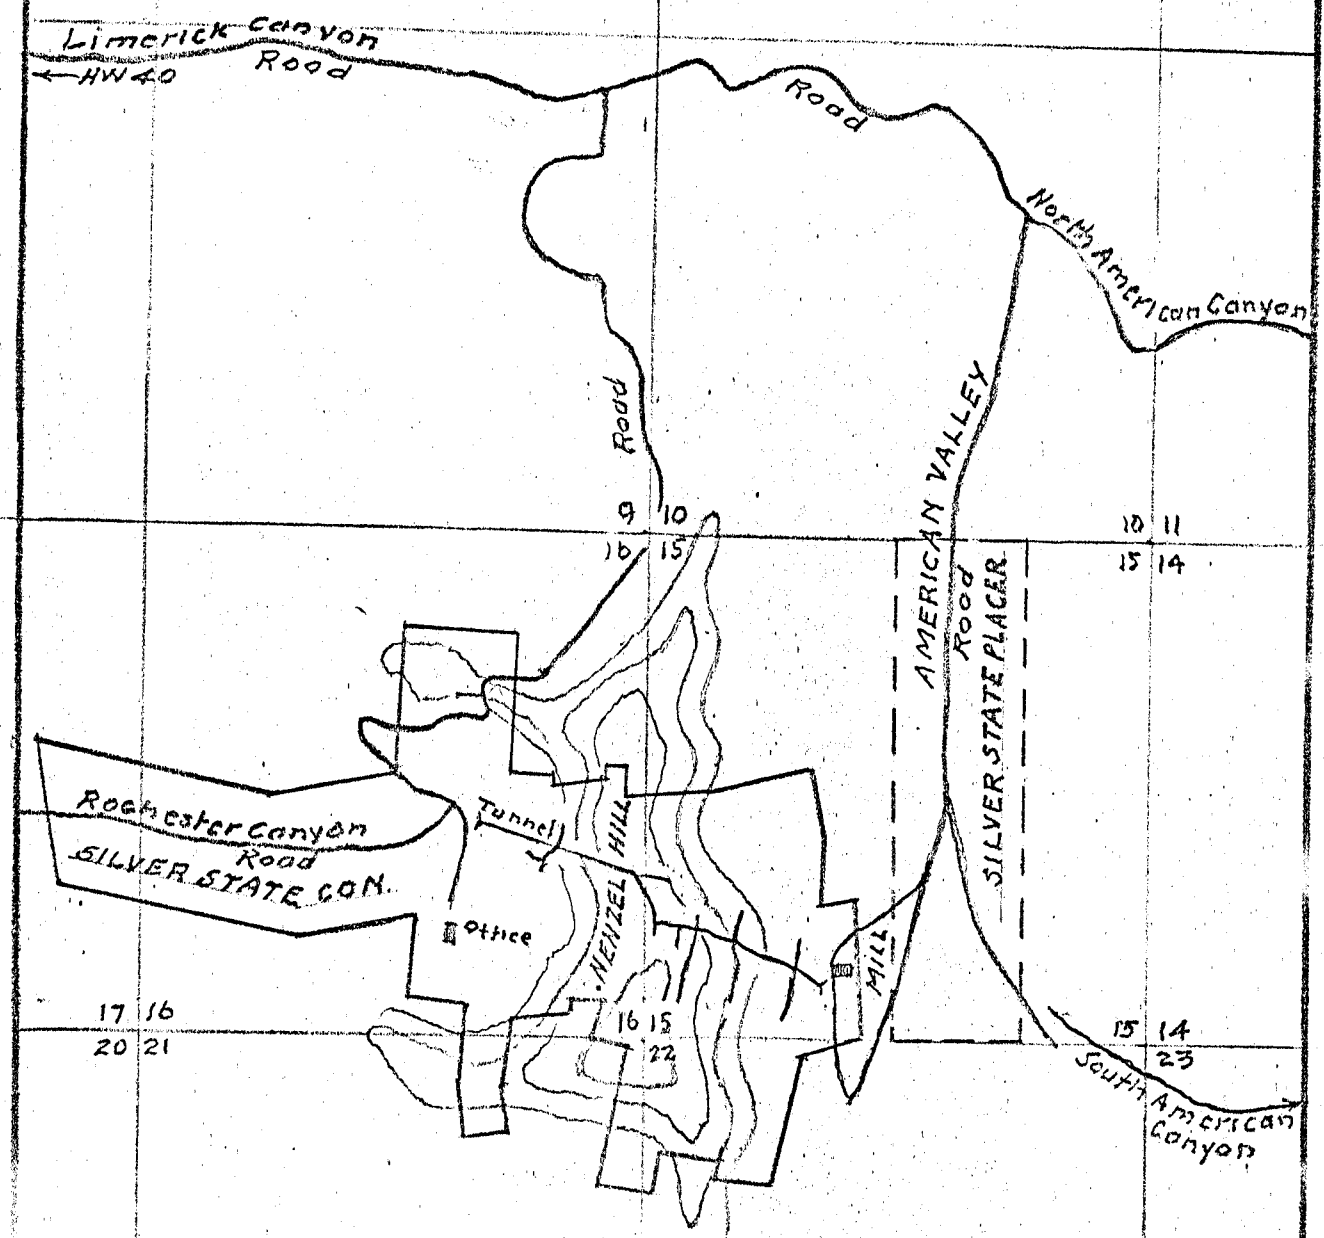 Limerick Canyon
Road
← HW 40
Road
North American Canyon
Road
AMERICAN VALLEY
9 10
16 15
10 11
15 14
Road
SILVER STATE PLACER
Rochester Canyon
Road
SILVER STATE CON.
Tunnel
NENZEL HILL
Office
MILL
17 16
20 21
16 15
22
15 14
23
South American
Canyon